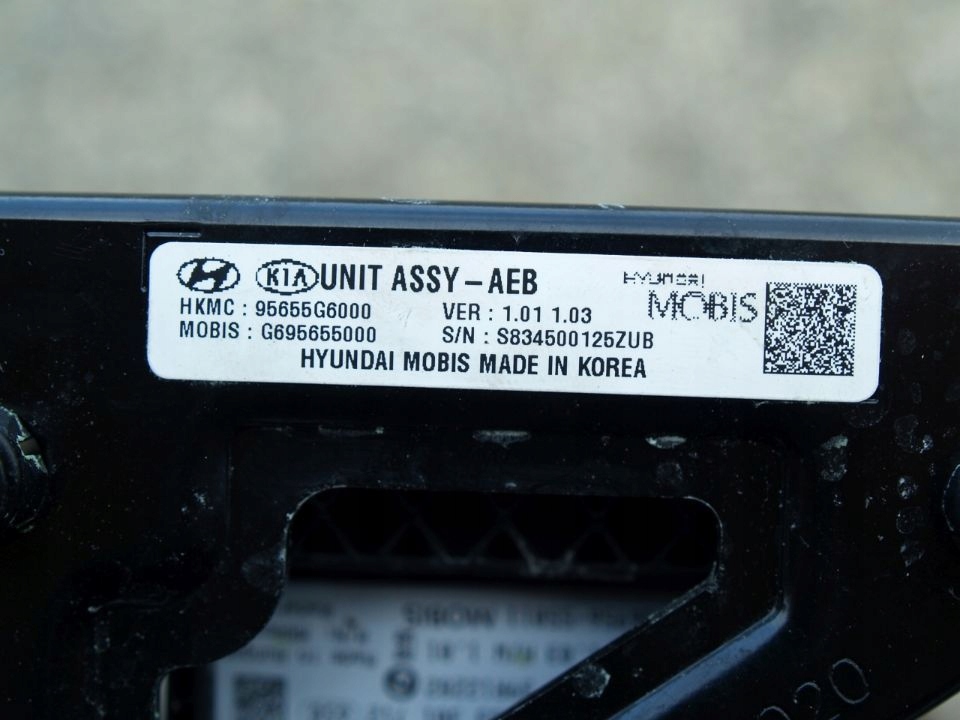 KIA UNIT ASSY-AEB
HYUNDAI
MOBIS
HKMC : 95655G6000 VER : 1.01 1.03
MOBIS : G695655000 S/N : S834500125ZUB
HYUNDAI MOBIS MADE IN KOREA
MOBIS